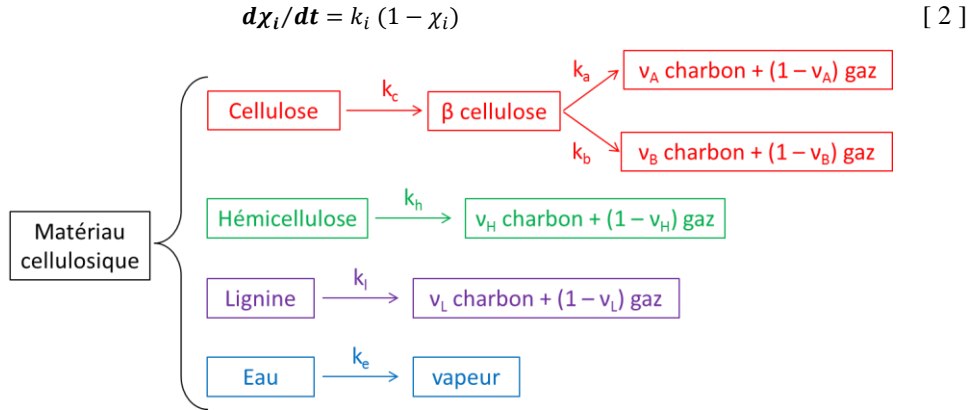 dχᵢ/dt = kᵢ (1 − χᵢ) [ 2 ]
k_c
k_a
ν_A charbon + (1 − ν_A) gaz
Cellulose
β cellulose
k_b
ν_B charbon + (1 − ν_B) gaz
k_h
Hémicellulose
ν_H charbon + (1 − ν_H) gaz
Matériau
cellulosique
k_l
Lignine
ν_L charbon + (1 − ν_L) gaz
k_e
Eau
vapeur